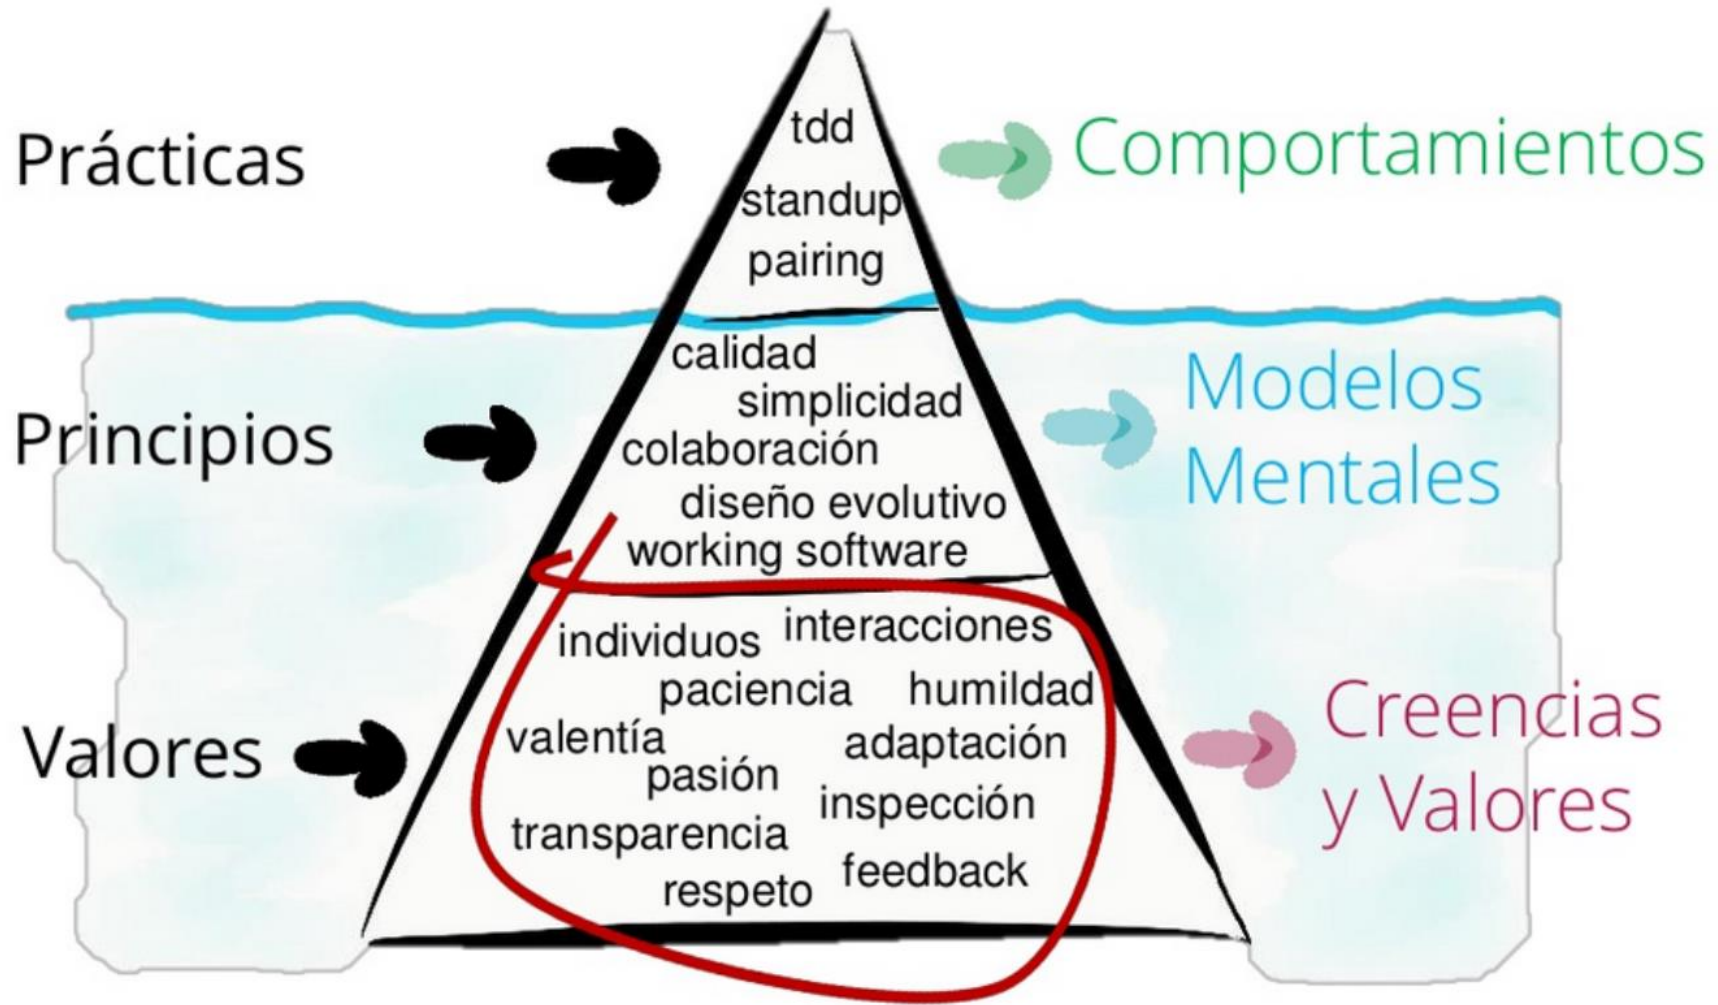 Prácticas
tdd
standup
pairing
Comportamientos
Principios
calidad
simplicidad
colaboración
diseño evolutivo
working software
Modelos
Mentales
Valores
individuos interacciones
paciencia humildad
valentía adaptación
pasión
inspección
transparencia
feedback
respeto
Creencias
y Valores